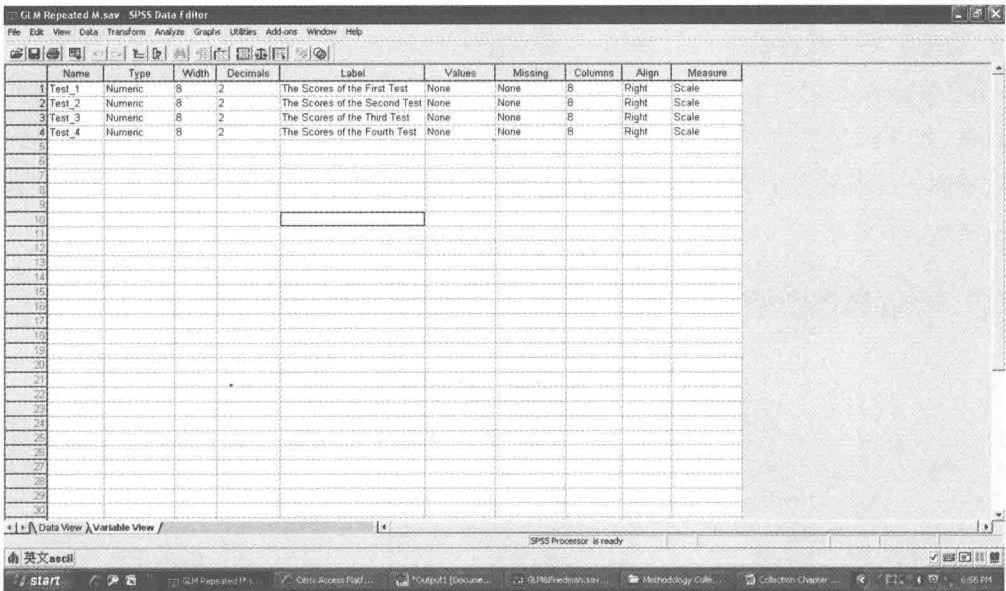 GLM Repeated M.sav - SPSS Data Editor
File Edit View Data Transform Analyze Graphs Utilities Add-ons Window Help
Name Type Width Decimals Label Values Missing Columns Align Measure
1 Test_1 Numeric 8 2 The Scores of the First Test None None 8 Right Scale
2 Test_2 Numeric 8 2 The Scores of the Second Test None None 8 Right Scale
3 Test_3 Numeric 8 2 The Scores of the Third Test None None 8 Right Scale
4 Test_4 Numeric 8 2 The Scores of the Fourth Test None None 8 Right Scale
5
6
7
8
9
10
11
12
13
14
15
16
17
18
19
20
21
22
23
24
25
26
27
28
29
30
Data View Variable View
SPSS Processor is ready
英文ascii
start GLM Repeated M s... Citrix Access Platf... *Output1 [Docume... GLM&Friedman.sav... Methodology Colle... Collection Chapter ... 6:56 PM